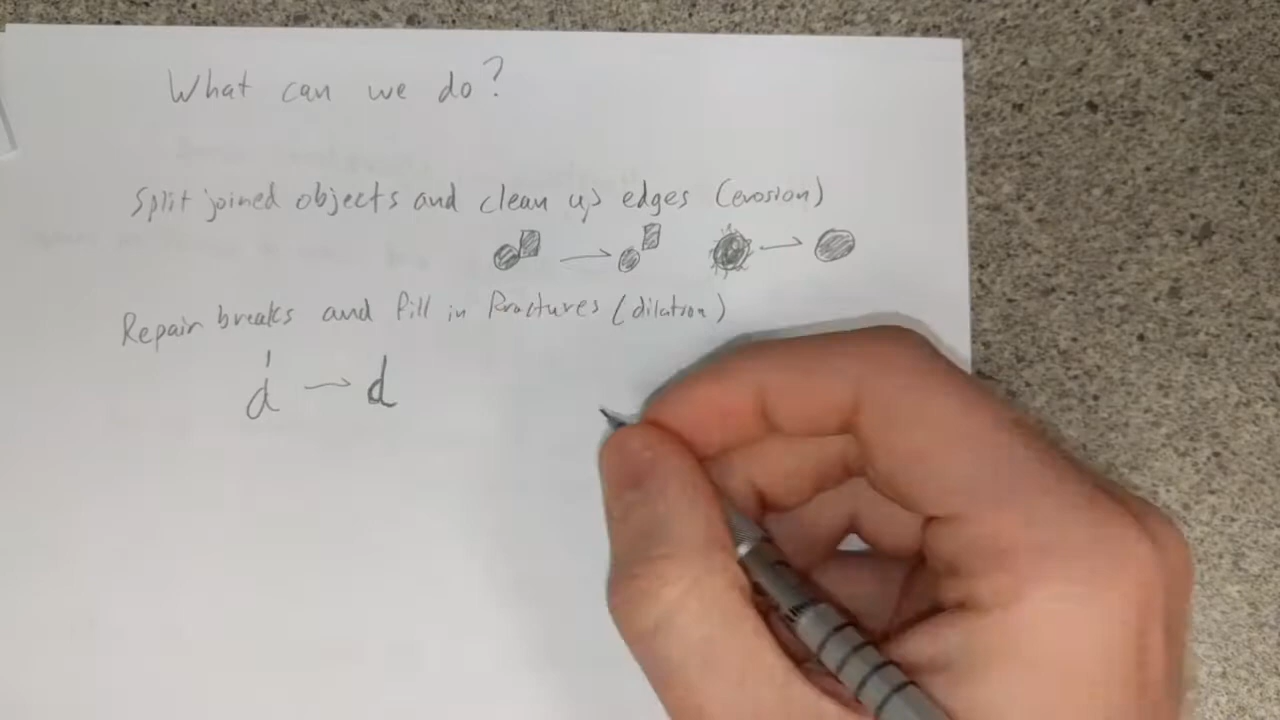 What can we do?
Split joined objects and clean up edges (erosion)
Repair breaks and fill in fractures (dilation)
d → d